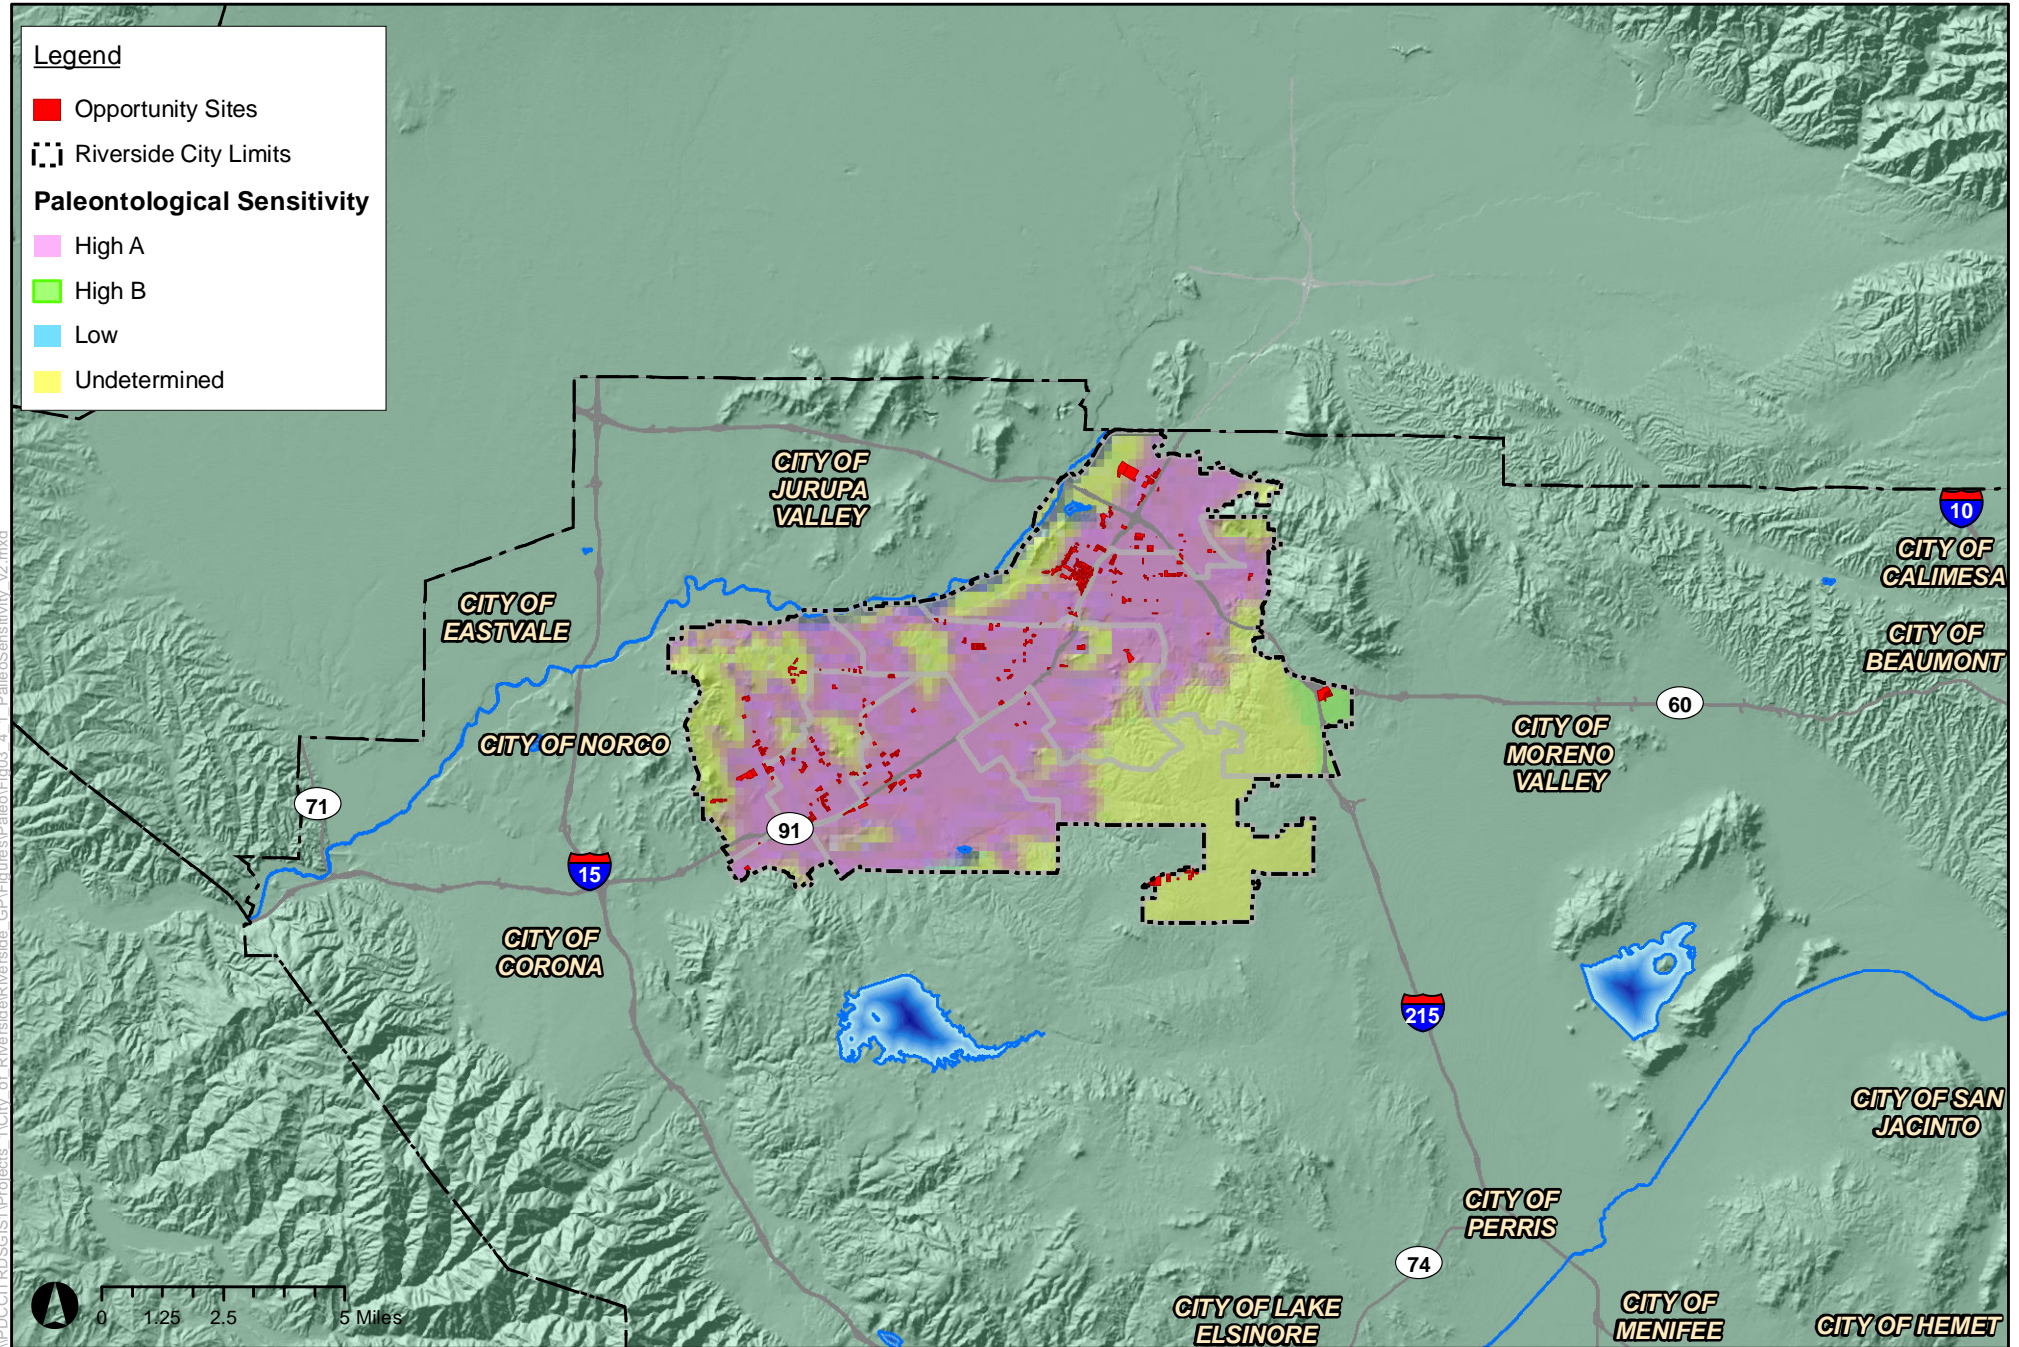 Legend
Opportunity Sites
Riverside City Limits
Paleontological Sensitivity
High A
High B
Low
Undetermined
CITY OF
JURUPA
VALLEY
10
CITY OF
CALIMESA
CITY OF
EASTVALE
CITY OF
BEAUMONT
60
CITY OF NORCO
CITY OF
MORENO
VALLEY
71
91
15
CITY OF
CORONA
215
CITY OF SAN
JACINTO
CITY OF
PERRIS
74
CITY OF LAKE
ELSINORE
CITY OF
MENIFEE
CITY OF HEMET
0 1.25 2.5 5 Miles